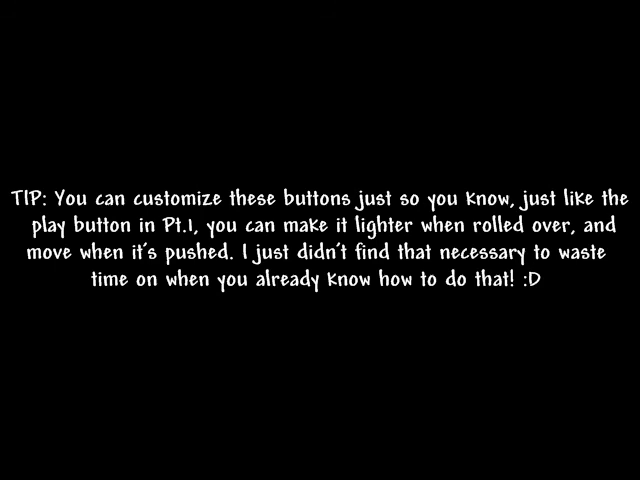 TIP: You can customize these buttons just so you know, just like the
play button in Pt.1, you can make it lighter when rolled over, and
move when it's pushed. I just didn't find that necessary to waste
time on when you already know how to do that! :D